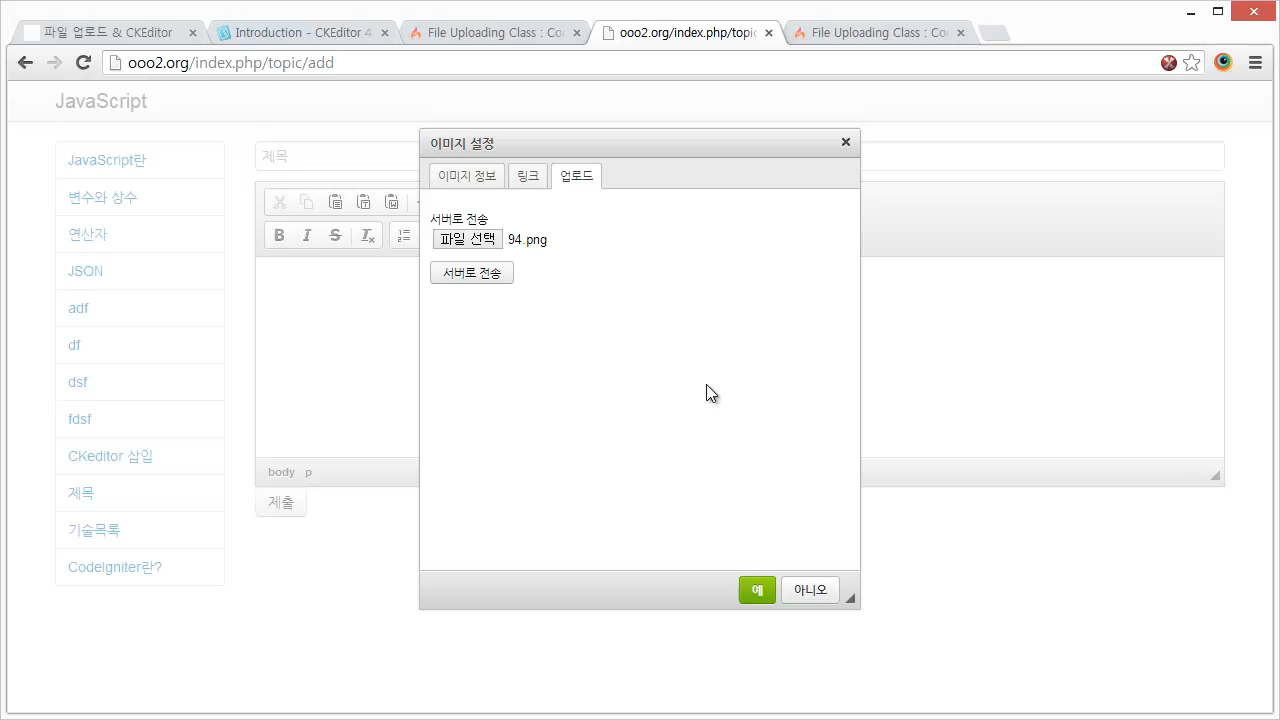 파일 업로드 & CKEditor
Introduction - CKEditor 4
File Uploading Class : Co
ooo2.org/index.php/topic
File Uploading Class : Co
ooo2.org/index.php/topic/add
JavaScript
JavaScript란
변수와 상수
연산자
JSON
adf
df
dsf
fdsf
CKeditor 삽입
제목
기술목록
CodeIgniter란?
제목
B I S Ix
body p
제출
이미지 설정
이미지 정보 링크 업로드
서버로 전송
파일 선택 94.png
서버로 전송
예 아니오